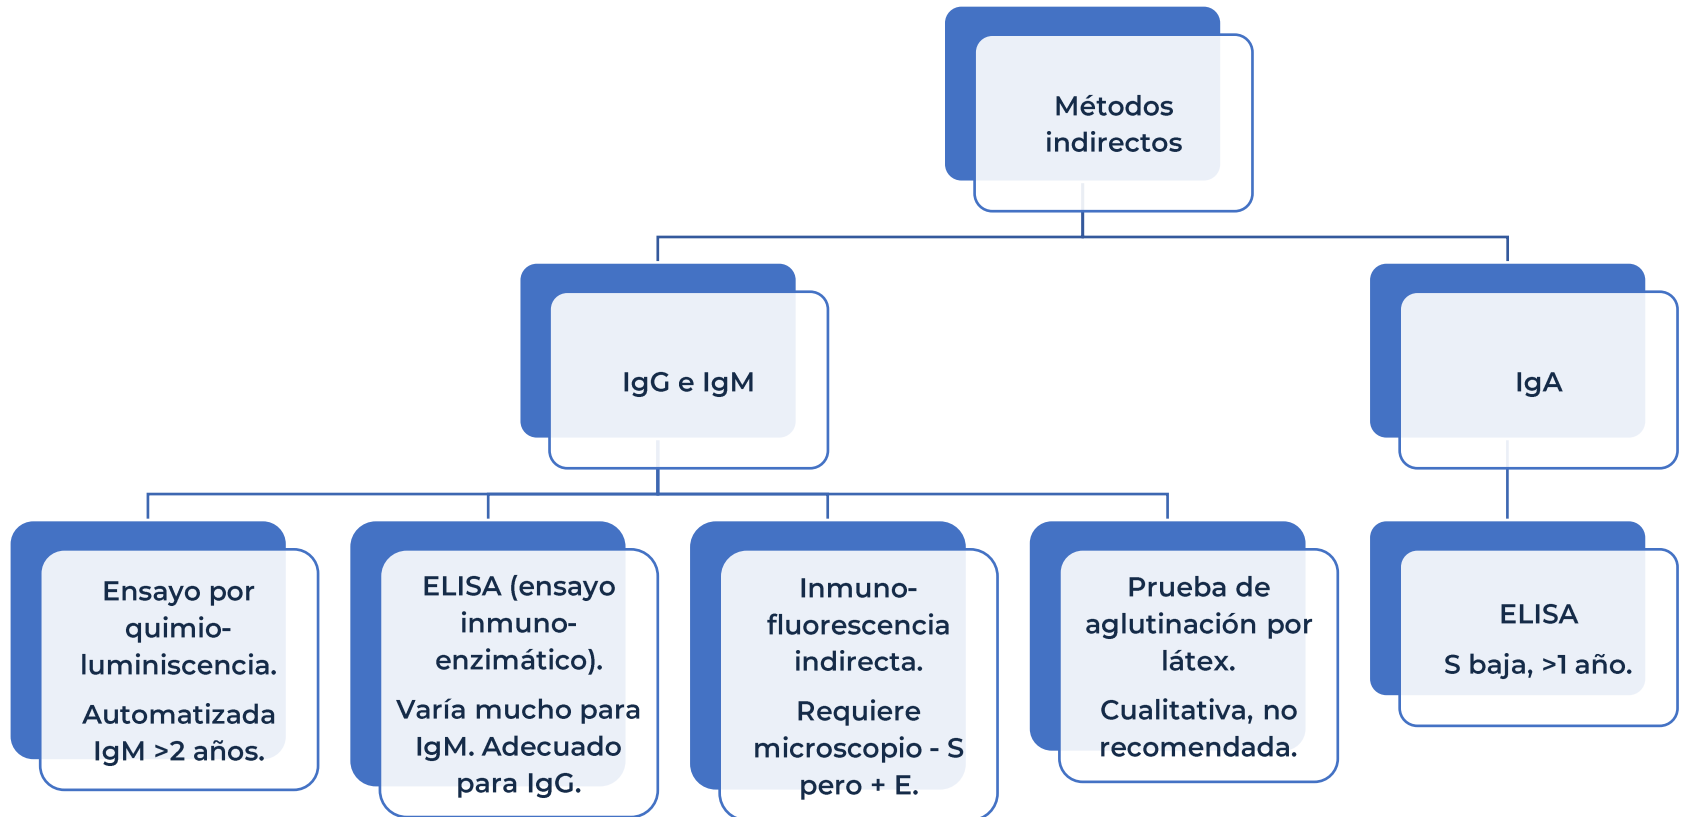 Métodos
indirectos
IgG e IgM
IgA
Ensayo por
quimio-
luminiscencia.
Automatizada
IgM >2 años.
ELISA (ensayo
inmuno-
enzimático).
Varía mucho para
IgM. Adecuado
para IgG.
Inmuno-
fluorescencia
indirecta.
Requiere
microscopio - S
pero + E.
Prueba de
aglutinación por
látex.
Cualitativa, no
recomendada.
ELISA
S baja, >1 año.